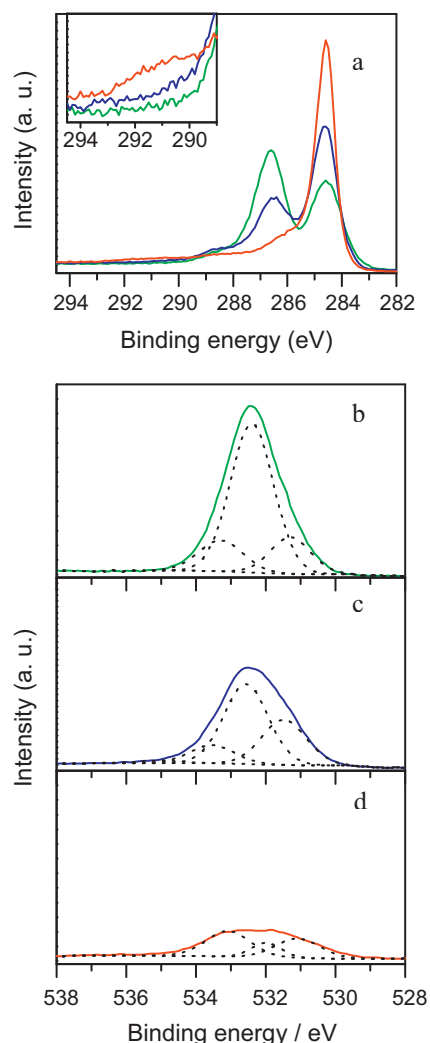 a
294 292 290
Intensity (a. u.)
294 292 290 288 286 284 282
Binding energy (eV)
b
c
Intensity (a. u.)
d
538 536 534 532 530 528
Binding energy / eV